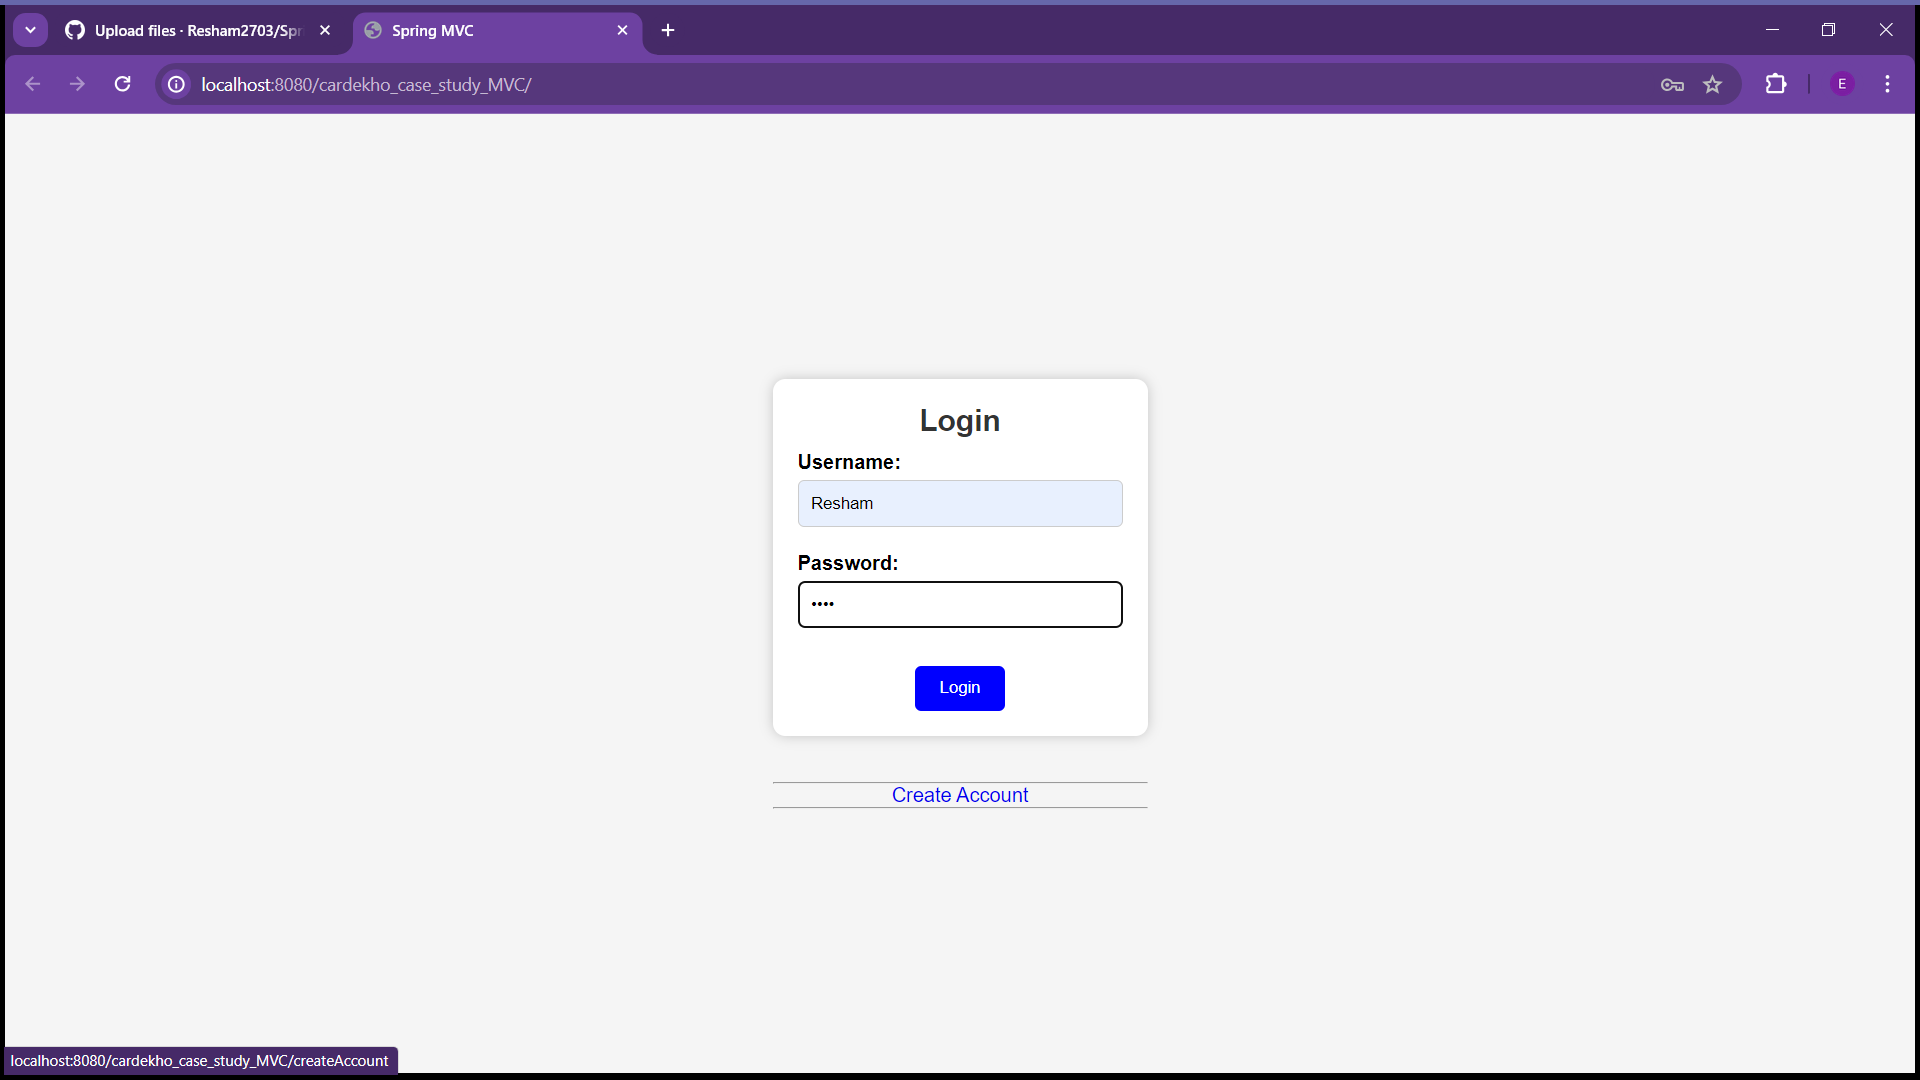 Upload files · Resham2703/Spr
Spring MVC
localhost:8080/cardekho_case_study_MVC/
E
Login
Username:
Resham
Password:
••••
Login
Create Account
localhost:8080/cardekho_case_study_MVC/createAccount